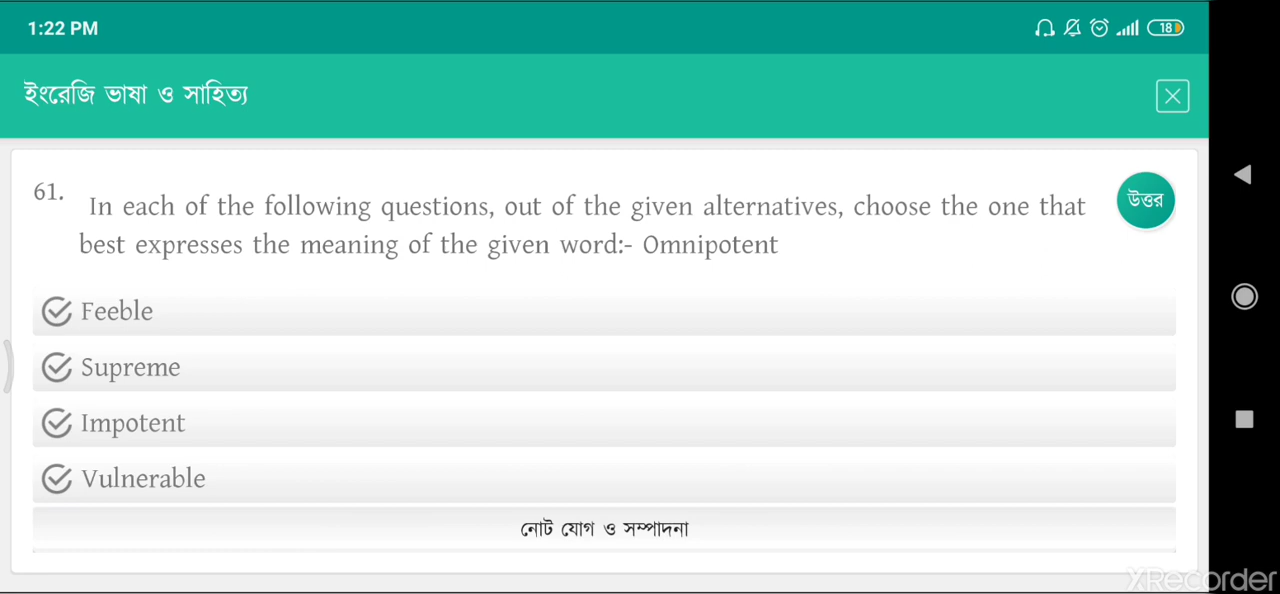 1:22 PM
18
ইংরেজি ভাষা ও সাহিত্য
61. In each of the following questions, out of the given alternatives, choose the one that
best expresses the meaning of the given word:- Omnipotent
উত্তর
Feeble
Supreme
Impotent
Vulnerable
নোট যোগ ও সম্পাদনা
XRecorder